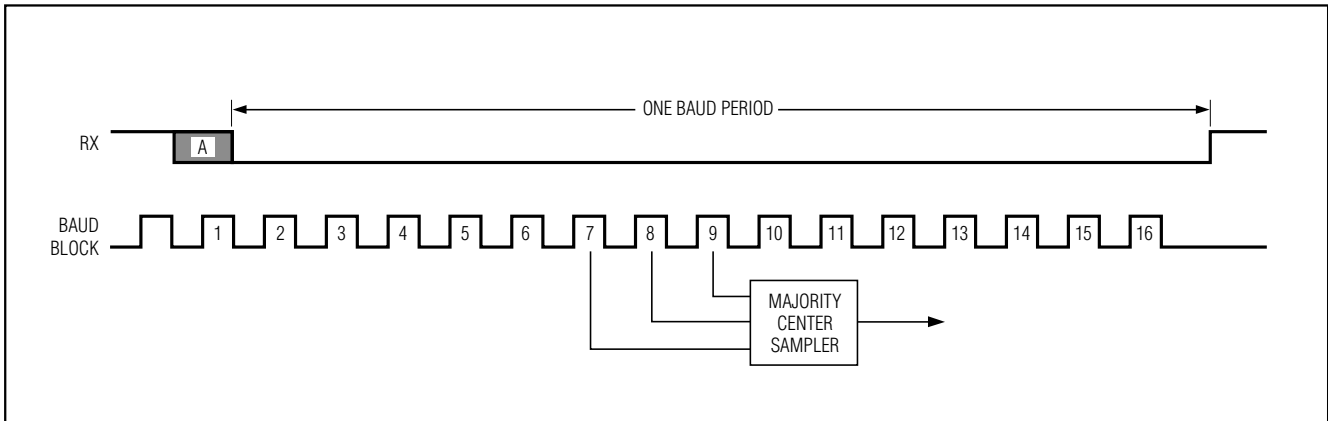 ONE BAUD PERIOD
RX
A
BAUD
BLOCK
1 2 3 4 5 6 7 8 9 10 11 12 13 14 15 16
MAJORITY
CENTER
SAMPLER